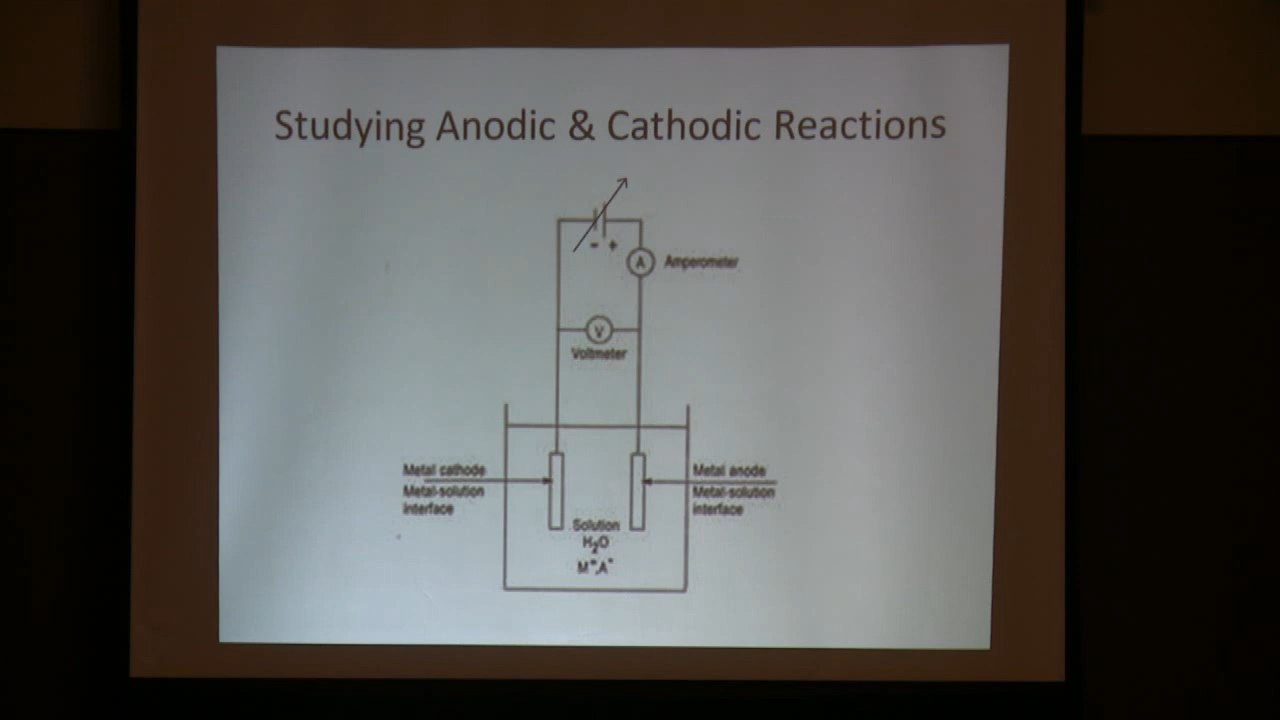 Studying Anodic & Cathodic Reactions
- +
A Amperometer
V
Voltmeter
Metal cathode
Metal-solution
interface
Metal anode
Metal-solution
interface
Solution
H₂O
M⁺,A⁻